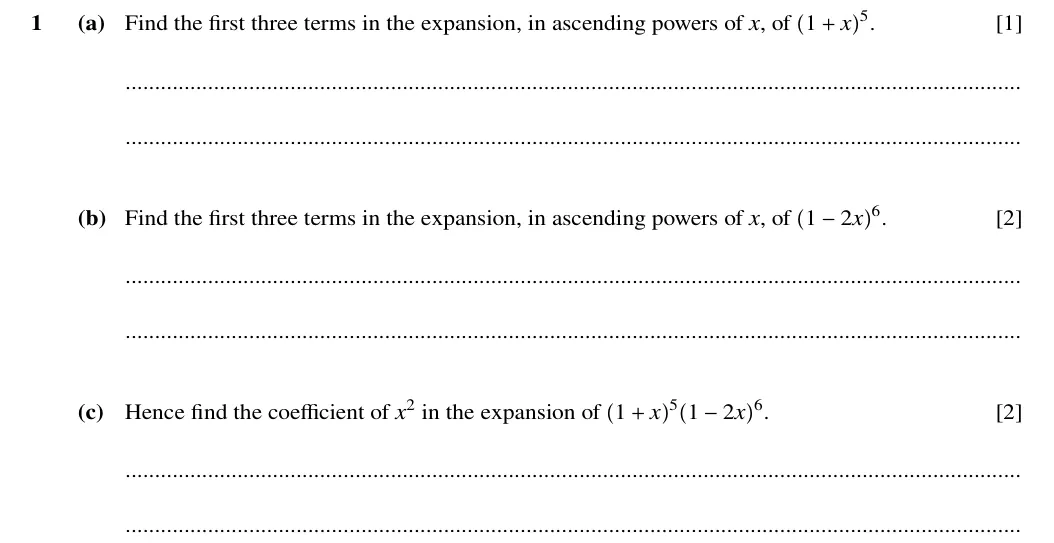 1 (a) Find the first three terms in the expansion, in ascending powers of x, of (1 + x)⁵. [1]
................................................................................................................................................
................................................................................................................................................
(b) Find the first three terms in the expansion, in ascending powers of x, of (1 − 2x)⁶. [2]
................................................................................................................................................
................................................................................................................................................
(c) Hence find the coefficient of x² in the expansion of (1 + x)⁵(1 − 2x)⁶. [2]
................................................................................................................................................
................................................................................................................................................